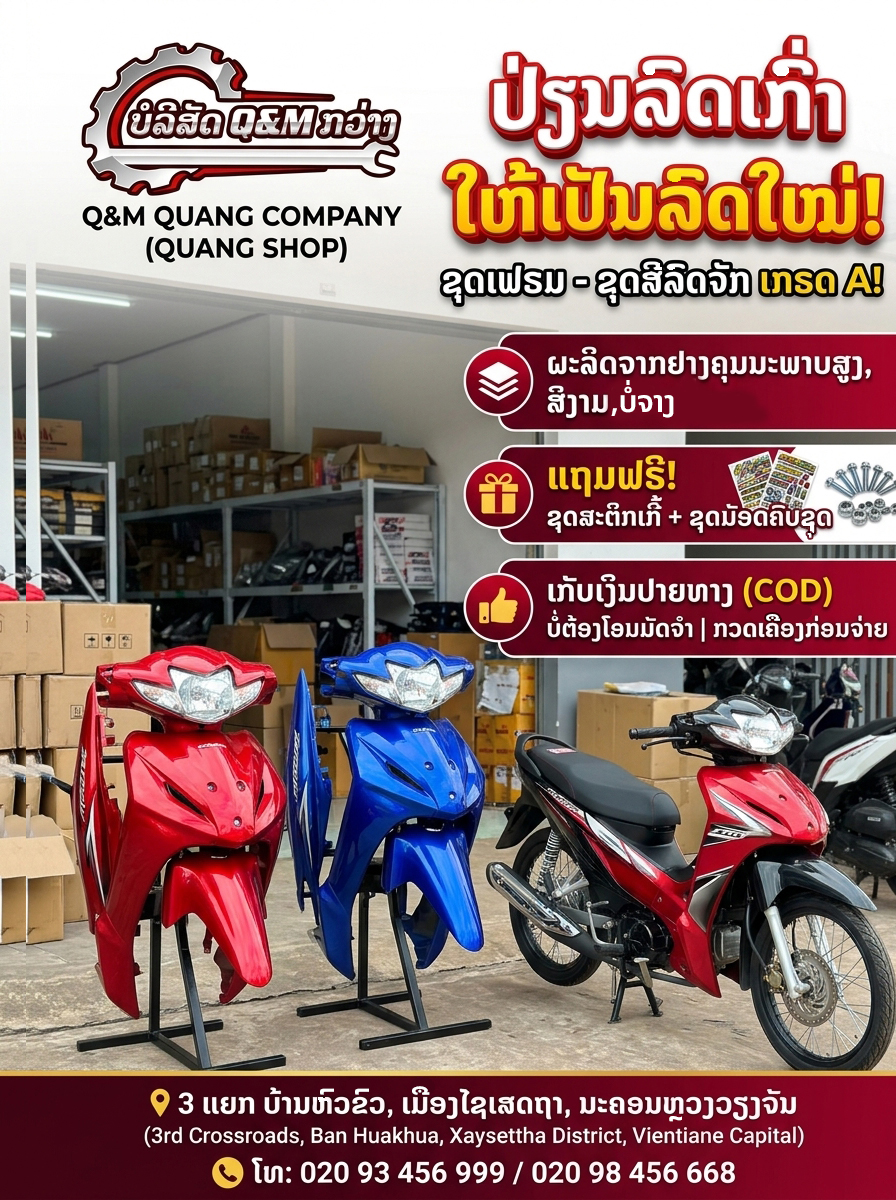 ບໍລິສັດ Q&M ກວ່າງ
Q&M QUANG COMPANY
(QUANG SHOP)
ປ່ຽນລົດເກົ່າ
ໃຫ້ເປັນລົດໃໝ່!
ຊຸດເຟຣມ - ຊຸດສີລົດຈັກ ເກຣດ A!
ຜະລິດຈາກຢາງຄຸນນະພາບສູງ,
ສີງາມ,ບໍ່ຈາງ
ແຖມຟຣີ!
ຊຸດສະຕິກເກີ້ + ຊຸດນັອດຄົບຊຸດ
ເກັບເງິນປາຍທາງ (COD)
ບໍ່ຕ້ອງໂອນມັດຈຳ | ກວດເຄືອງກ່ອນຈ່າຍ
3 ແຍກ ບ້ານຫົວຂົວ, ເມືອງໄຊເສດຖາ, ນະຄອນຫຼວງວຽງຈັນ
(3rd Crossroads, Ban Huakhua, Xaysettha District, Vientiane Capital)
ໂທ: 020 93 456 999 / 020 98 456 668